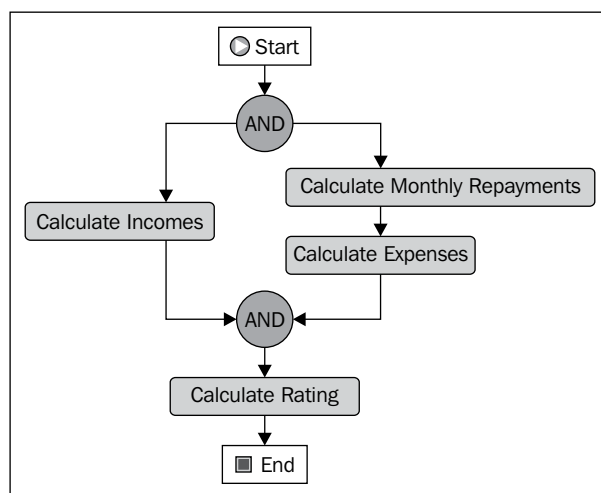 Start
AND
Calculate Monthly Repayments
Calculate Incomes
Calculate Expenses
AND
Calculate Rating
End